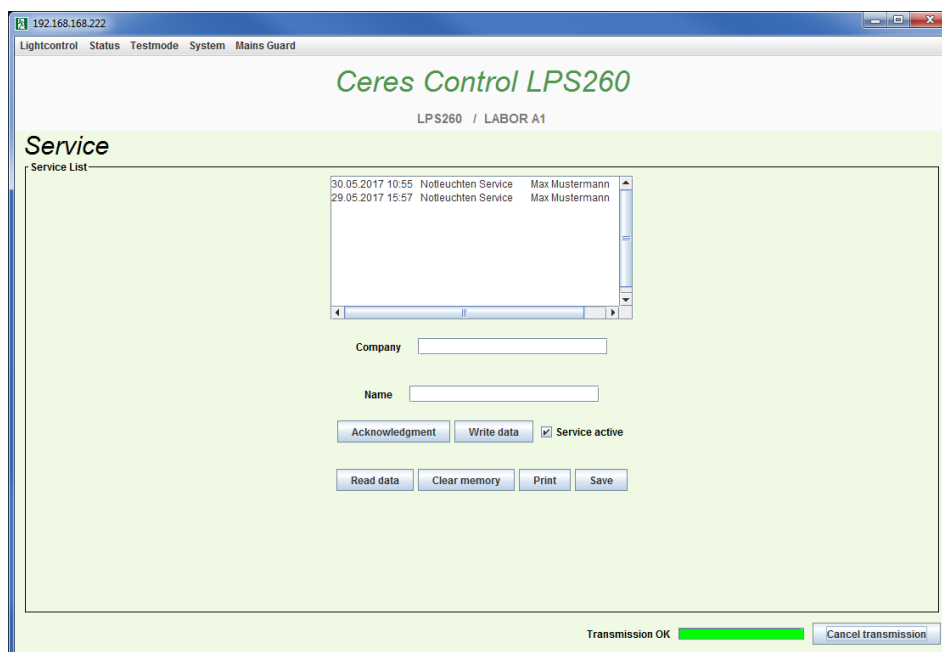 192.168.168.222
Lightcontrol Status Testmode System Mains Guard
Ceres Control LPS260
LPS260 / LABOR A1
Service
Service List
30.05.2017 10:55 Notleuchten Service Max Mustermann
29.05.2017 15:57 Notleuchten Service Max Mustermann
Company
Name
Acknowledgment Write data Service active
Read data Clear memory Print Save
Transmission OK Cancel transmission